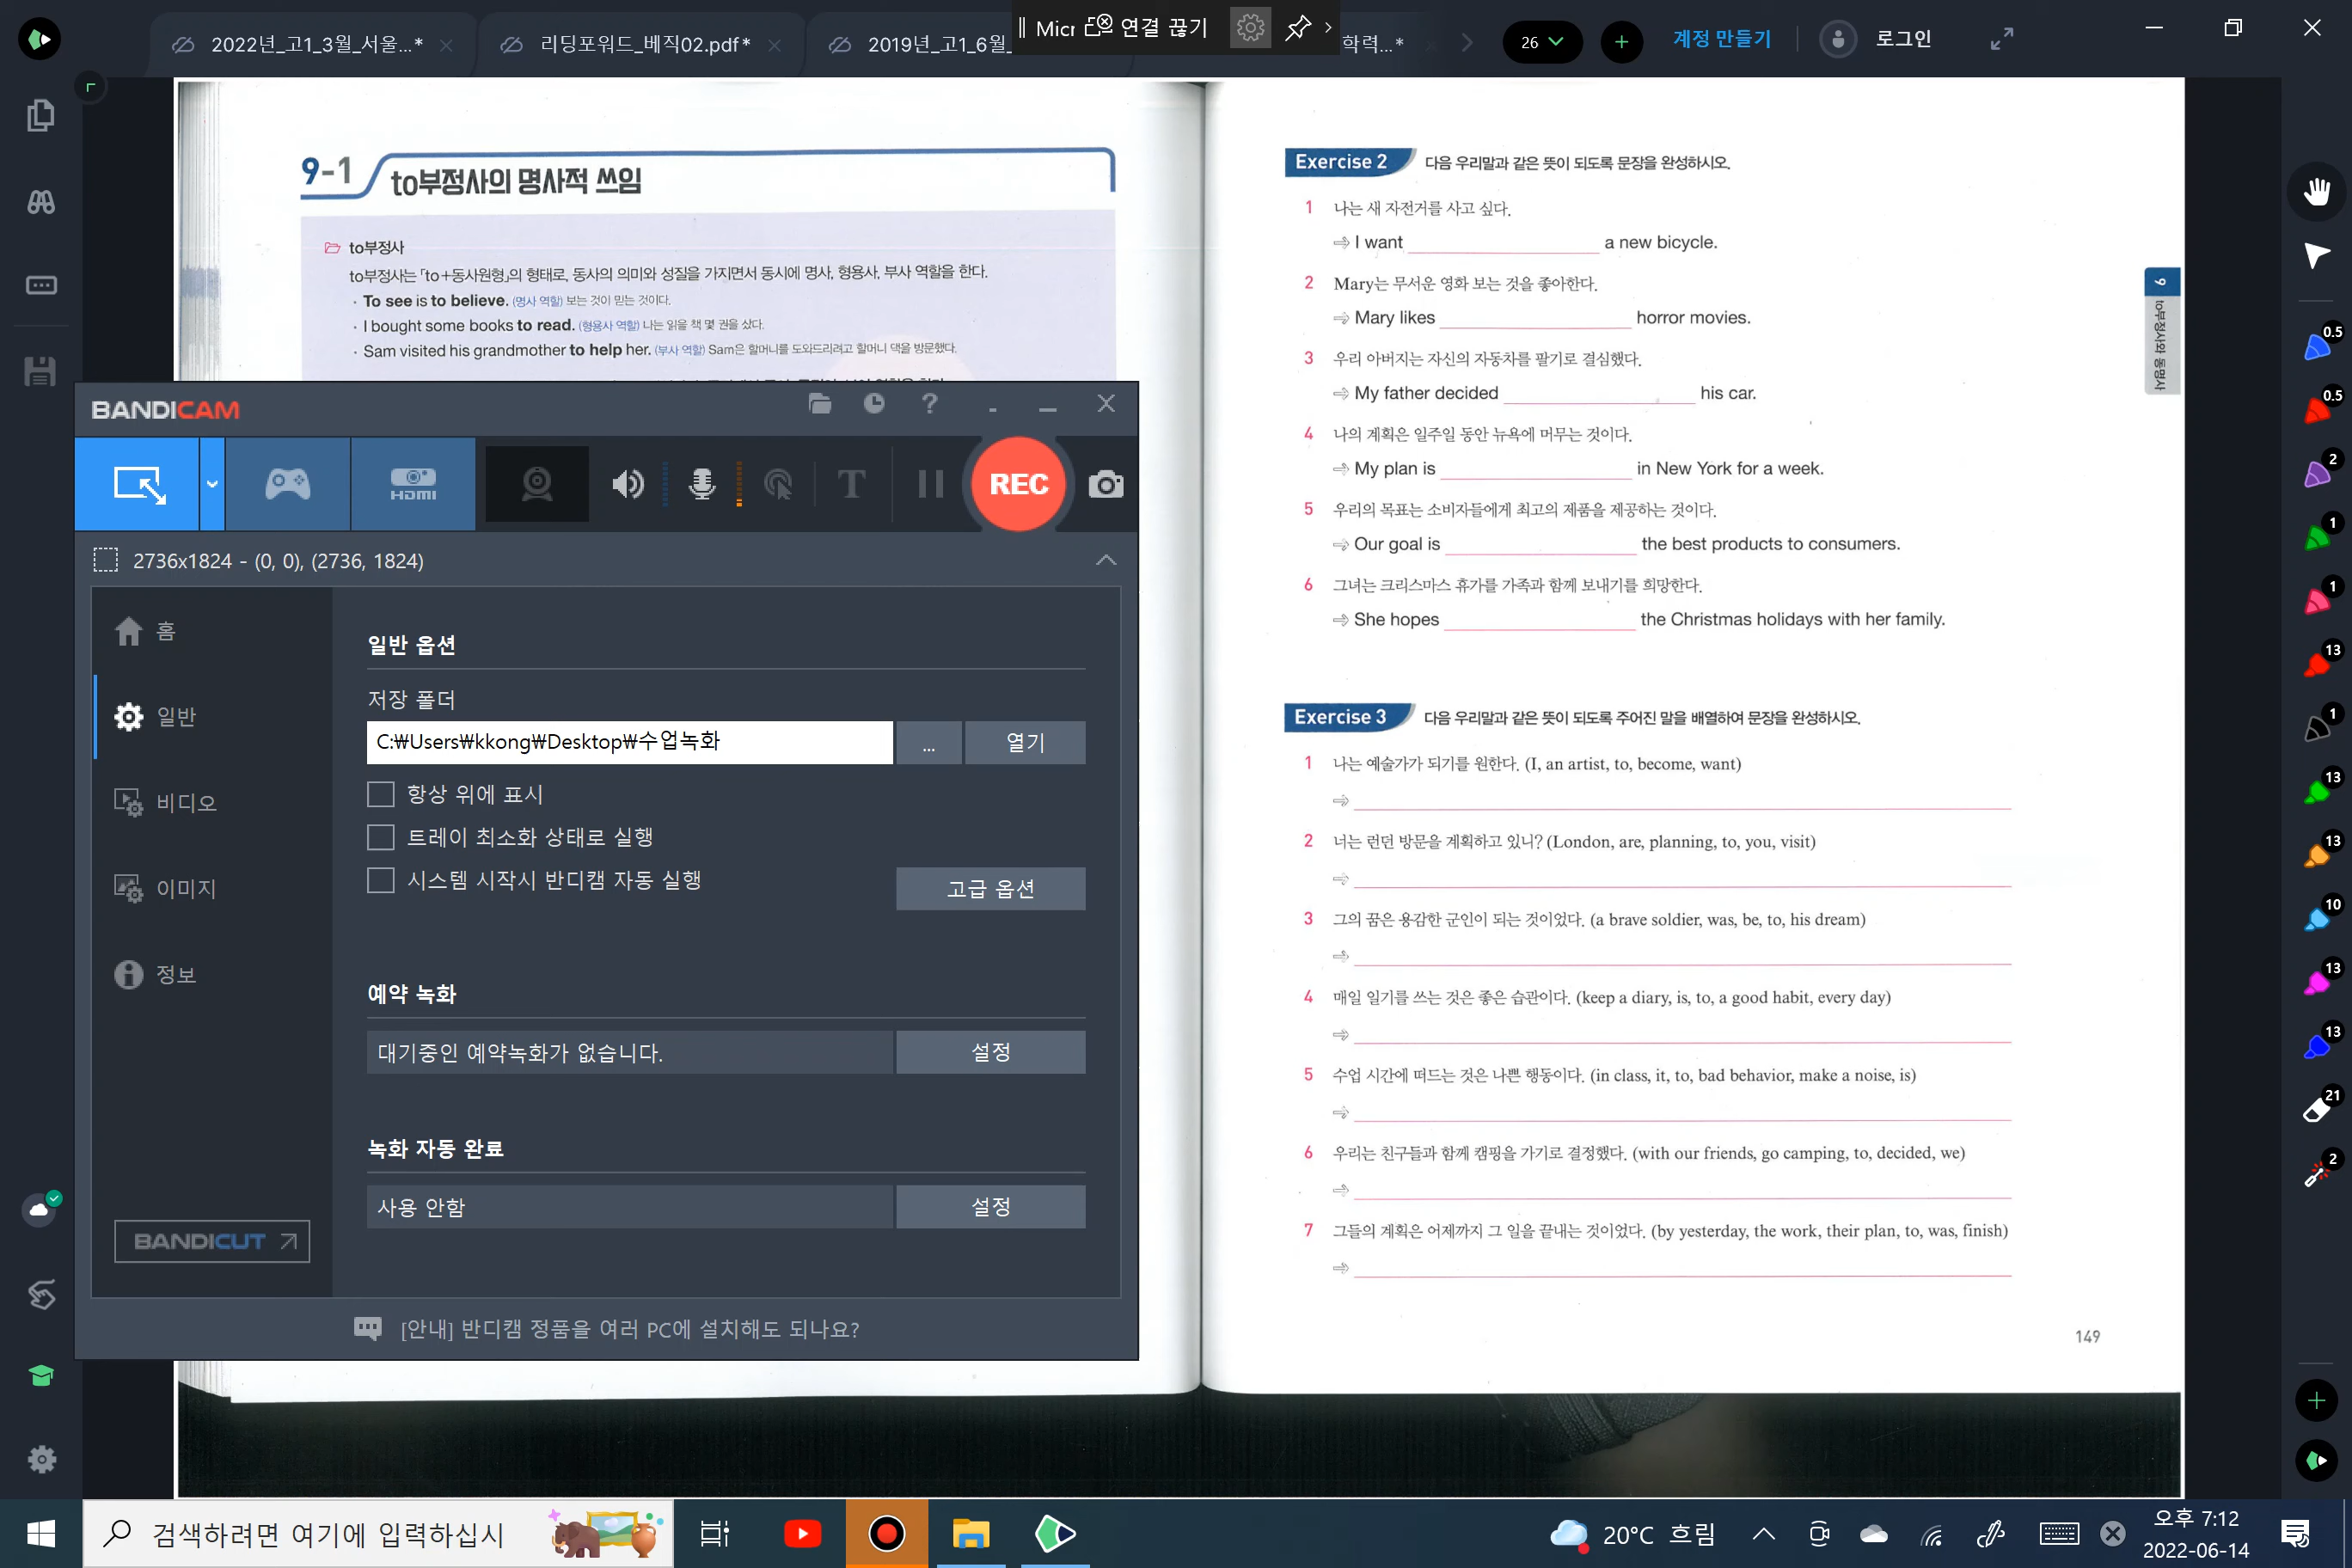 2022년_고1_3월_서울...*
리딩포워드_베직02.pdf*
2019년_고1_6월_
Micr
연결 끊기
학력...*
26
계정 만들기
로그인
9-1 to부정사의 명사적 쓰임
to부정사
to부정사는 「to+동사원형」의 형태로, 동사의 의미와 성질을 가지면서 동시에 명사, 형용사, 부사 역할을 한다.
· To see is to believe. (명사 역할) 보는 것이 믿는 것이다.
· I bought some books to read. (형용사 역할) 나는 읽을 책 몇 권을 샀다.
· Sam visited his grandmother to help her. (부사 역할) Sam은 할머니를 도와드리려고 할머니 댁을 방문했다.
BANDICAM
HDMI
T
REC
2736x1824 - (0, 0), (2736, 1824)
홈
일반
비디오
이미지
정보
BANDICUT
일반 옵션
저장 폴더
C:₩Users₩kkong₩Desktop₩수업녹화
...
열기
항상 위에 표시
트레이 최소화 상태로 실행
시스템 시작시 반디캠 자동 실행
고급 옵션
예약 녹화
대기중인 예약녹화가 없습니다.
설정
녹화 자동 완료
사용 안함
설정
[안내] 반디캠 정품을 여러 PC에 설치해도 되나요?
Exercise 2 다음 우리말과 같은 뜻이 되도록 문장을 완성하시오.
1 나는 새 자전거를 사고 싶다.
⇨ I want ____________ a new bicycle.
2 Mary는 무서운 영화 보는 것을 좋아한다.
⇨ Mary likes ____________ horror movies.
3 우리 아버지는 자신의 자동차를 팔기로 결심했다.
⇨ My father decided ____________ his car.
4 나의 계획은 일주일 동안 뉴욕에 머무는 것이다.
⇨ My plan is ____________ in New York for a week.
5 우리의 목표는 소비자들에게 최고의 제품을 제공하는 것이다.
⇨ Our goal is ____________ the best products to consumers.
6 그녀는 크리스마스 휴가를 가족과 함께 보내기를 희망한다.
⇨ She hopes ____________ the Christmas holidays with her family.
Exercise 3 다음 우리말과 같은 뜻이 되도록 주어진 말을 배열하여 문장을 완성하시오.
1 나는 예술가가 되기를 원한다. (I, an artist, to, become, want)
⇨
2 너는 런던 방문을 계획하고 있니? (London, are, planning, to, you, visit)
⇨
3 그의 꿈은 용감한 군인이 되는 것이었다. (a brave soldier, was, be, to, his dream)
⇨
4 매일 일기를 쓰는 것은 좋은 습관이다. (keep a diary, is, to, a good habit, every day)
⇨
5 수업 시간에 떠드는 것은 나쁜 행동이다. (in class, it, to, bad behavior, make a noise, is)
⇨
6 우리는 친구들과 함께 캠핑을 가기로 결정했다. (with our friends, go camping, to, decided, we)
⇨
7 그들의 계획은 어제까지 그 일을 끝내는 것이었다. (by yesterday, the work, their plan, to, was, finish)
⇨
149
9
to부정사와 동명사
0.5
0.5
2
1
1
13
1
13
13
10
13
13
21
2
검색하려면 여기에 입력하십시
20°C 흐림
오후 7:12
2022-06-14